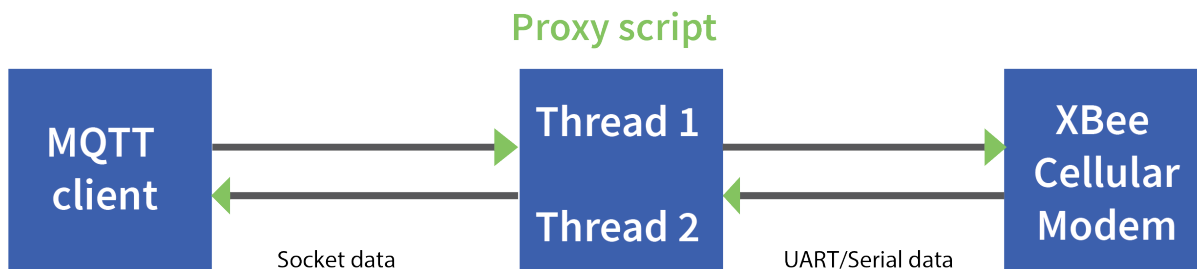 Proxy script
MQTT
client
Thread 1
Thread 2
XBee
Cellular
Modem
Socket data
UART/Serial data